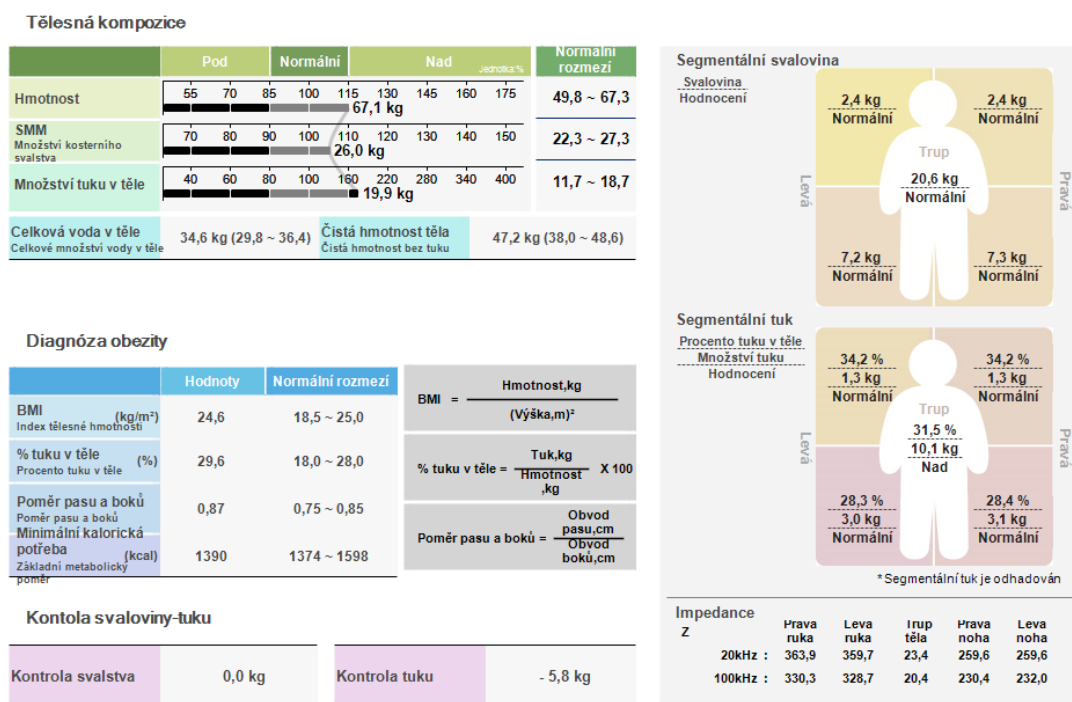 Tělesná kompozice
Pod Normální Nad Jednotka:% Normální rozmezí
Hmotnost 55 70 85 100 115 130 145 160 175 67,1 kg 49,8 ~ 67,3
SMM
Množství kosterního
svalstva 70 80 90 100 110 120 130 140 150 26,0 kg 22,3 ~ 27,3
Množství tuku v těle 40 60 80 100 160 220 280 340 400 19,9 kg 11,7 ~ 18,7
Celková voda v těle
Celkové množství vody v těle 34,6 kg (29,8 ~ 36,4)
Čistá hmotnost těla
Čistá hmotnost bez tuku 47,2 kg (38,0 ~ 48,6)
Diagnóza obezity
Hodnoty Normální rozmezí
BMI (kg/m²)
Index tělesné hmotnosti 24,6 18,5 ~ 25,0
% tuku v těle (%)
Procento tuku v těle 29,6 18,0 ~ 28,0
Poměr pasu a boků
Poměr pasu a boků 0,87 0,75 ~ 0,85
Minimální kalorická
potřeba (kcal)
Základní metabolický
poměr 1390 1374 ~ 1598
BMI = Hmotnost,kg
(Výška,m)²
% tuku v těle = Tuk,kg
Hmotnost
,kg X 100
Poměr pasu a boků = Obvod
pasu,cm
Obvod
boků,cm
Kontola svaloviny-tuku
Kontrola svalstva 0,0 kg
Kontrola tuku - 5,8 kg
Segmentální svalovina
Svalovina
Hodnocení
2,4 kg 2,4 kg
Normální Normální
Trup
20,6 kg
Normální
Levá Pravá
7,2 kg 7,3 kg
Normální Normální
Segmentální tuk
Procento tuku v těle
Množství tuku
Hodnocení
34,2 % 34,2 %
1,3 kg 1,3 kg
Normální Normální
Trup
31,5 %
10,1 kg
Nad
Levá Pravá
28,3 % 28,4 %
3,0 kg 3,1 kg
Normální Normální
*Segmentální tuk je odhadován
Impedance
Z Prava ruka Leva ruka Trup těla Prava noha Leva noha
20kHz : 363,9 359,7 23,4 259,6 259,6
100kHz : 330,3 328,7 20,4 230,4 232,0